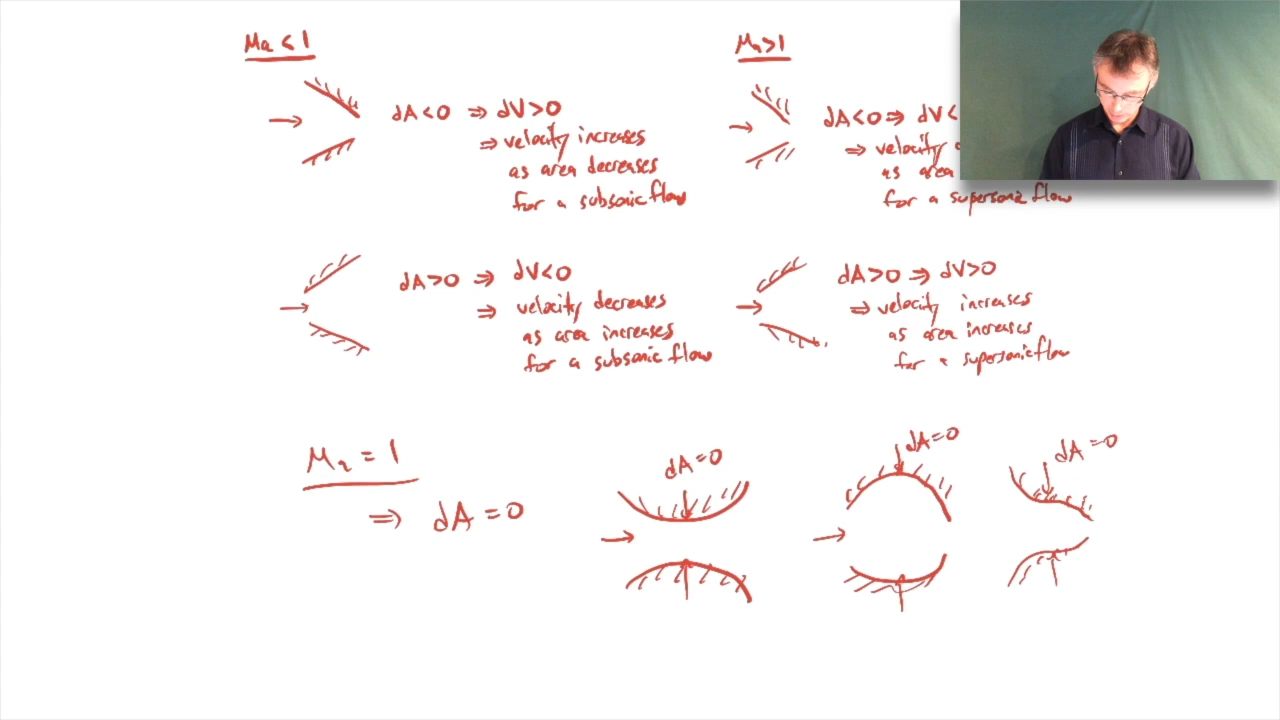 Ma < 1
dA<0 ⇒ dV>0
⇒ velocity increases
as area decreases
for a subsonic flow
dA>0 ⇒ dV<0
⇒ velocity decreases
as area increases
for a subsonic flow
Ma>1
dA<0 ⇒ dV<
⇒ velocity
as area
for a supersonic flow
dA>0 ⇒ dV>0
⇒ velocity increases
as area increases
for a supersonic flow
Ma = 1
⇒ dA = 0
dA=0
dA=0
dA=0